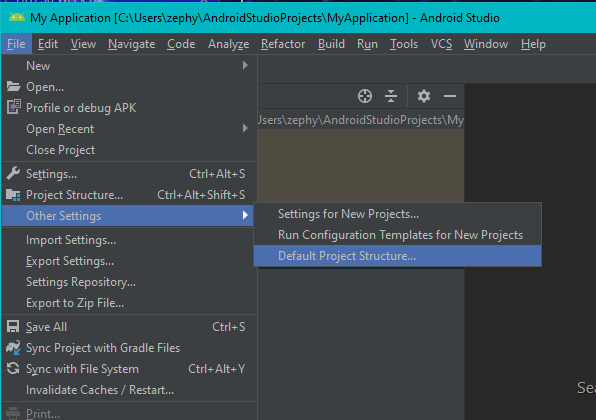 My Application [C:\Users\zephy\AndroidStudioProjects\MyApplication] - Android Studio
File Edit View Navigate Code Analyze Refactor Build Run Tools VCS Window Help
New
Open...
Profile or debug APK
Users\zephy\AndroidStudioProjects\My
Open Recent
Close Project
Settings... Ctrl+Alt+S
Project Structure... Ctrl+Alt+Shift+S
Other Settings
Settings for New Projects...
Run Configuration Templates for New Projects
Default Project Structure...
Import Settings...
Export Settings...
Settings Repository...
Export to Zip File...
Save All Ctrl+S
Sync Project with Gradle Files
Sync with File System Ctrl+Alt+Y
Invalidate Caches / Restart...
Print...
Sea